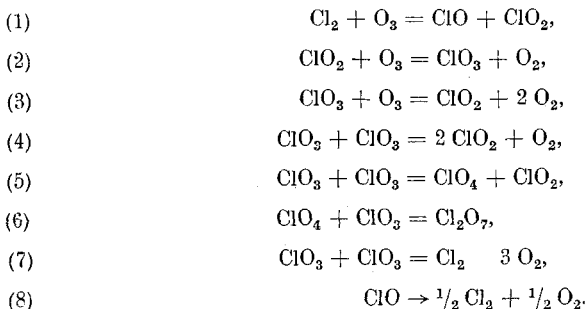 (1) Cl₂ + O₃ = ClO + ClO₂,
(2) ClO₂ + O₃ = ClO₃ + O₂,
(3) ClO₃ + O₃ = ClO₂ + 2 O₂,
(4) ClO₃ + ClO₃ = 2 ClO₂ + O₂,
(5) ClO₃ + ClO₃ = ClO₄ + ClO₂,
(6) ClO₄ + ClO₃ = Cl₂O₇,
(7) ClO₃ + ClO₃ = Cl₂ 3 O₂,
(8) ClO → ¹/₂ Cl₂ + ¹/₂ O₂.